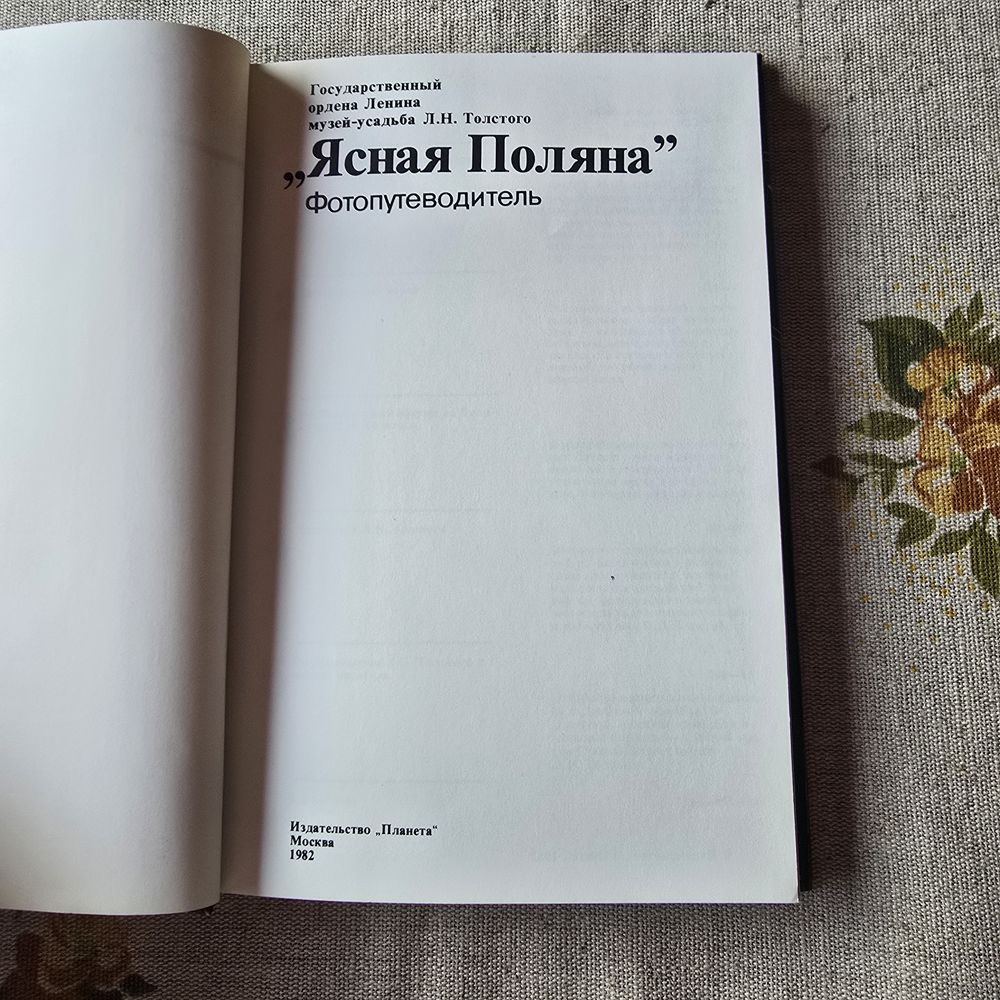 Государственный
ордена Ленина
музей-усадьба Л.Н. Толстого
„Ясная Поляна”
Фотопутеводитель
Издательство „Планета“
Москва
1982